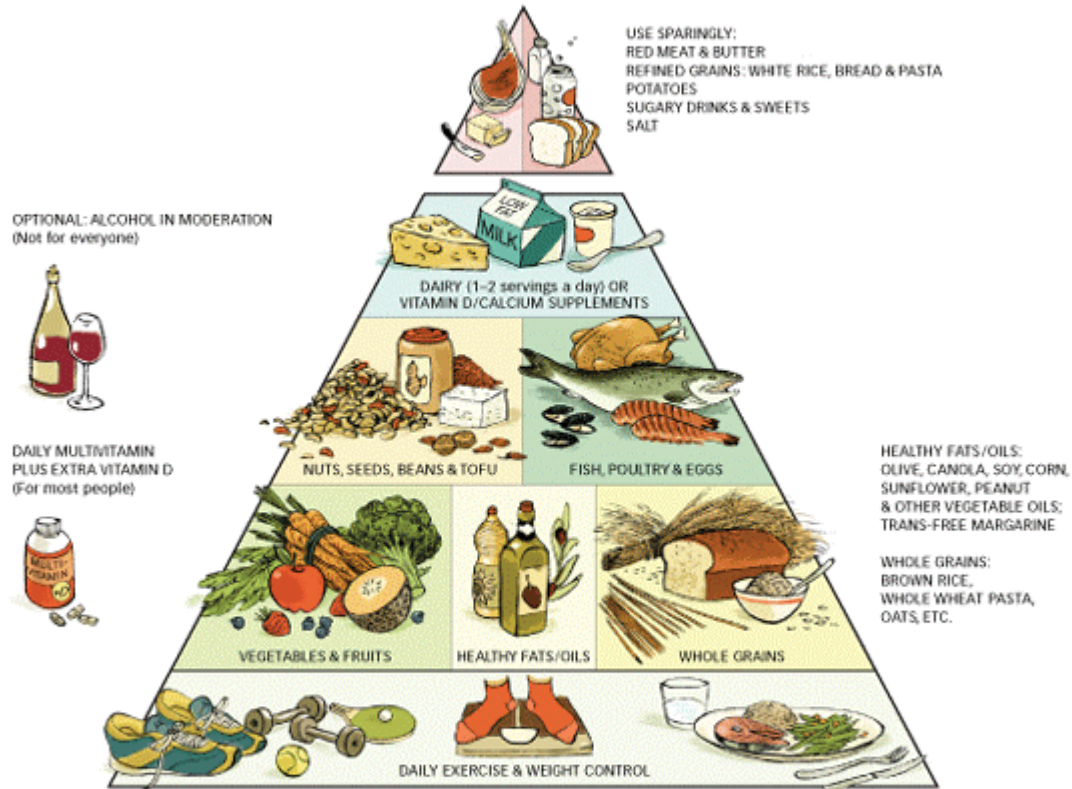 USE SPARINGLY:
RED MEAT & BUTTER
REFINED GRAINS: WHITE RICE, BREAD & PASTA
POTATOES
SUGARY DRINKS & SWEETS
SALT
OPTIONAL: ALCOHOL IN MODERATION
(Not for everyone)
LOW
FAT
MILK
DAIRY (1–2 servings a day) OR
VITAMIN D/CALCIUM SUPPLEMENTS
NUTS, SEEDS, BEANS & TOFU
FISH, POULTRY & EGGS
DAILY MULTIVITAMIN
PLUS EXTRA VITAMIN D
(For most people)
MULTI-
VITAMIN
HEALTHY FATS/OILS:
OLIVE, CANOLA, SOY, CORN,
SUNFLOWER, PEANUT
& OTHER VEGETABLE OILS;
TRANS-FREE MARGARINE
WHOLE GRAINS:
BROWN RICE,
WHOLE WHEAT PASTA,
OATS, ETC.
VEGETABLES & FRUITS
HEALTHY FATS/OILS
WHOLE GRAINS
DAILY EXERCISE & WEIGHT CONTROL